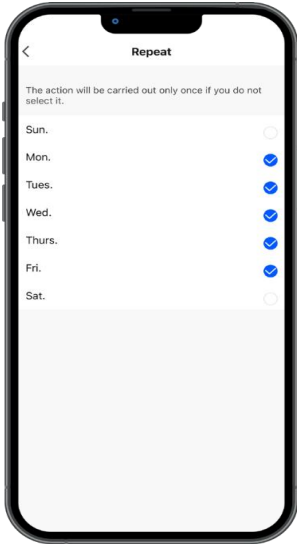 Repeat
The action will be carried out only once if you do not
select it.
Sun.
Mon.
Tues.
Wed.
Thurs.
Fri.
Sat.